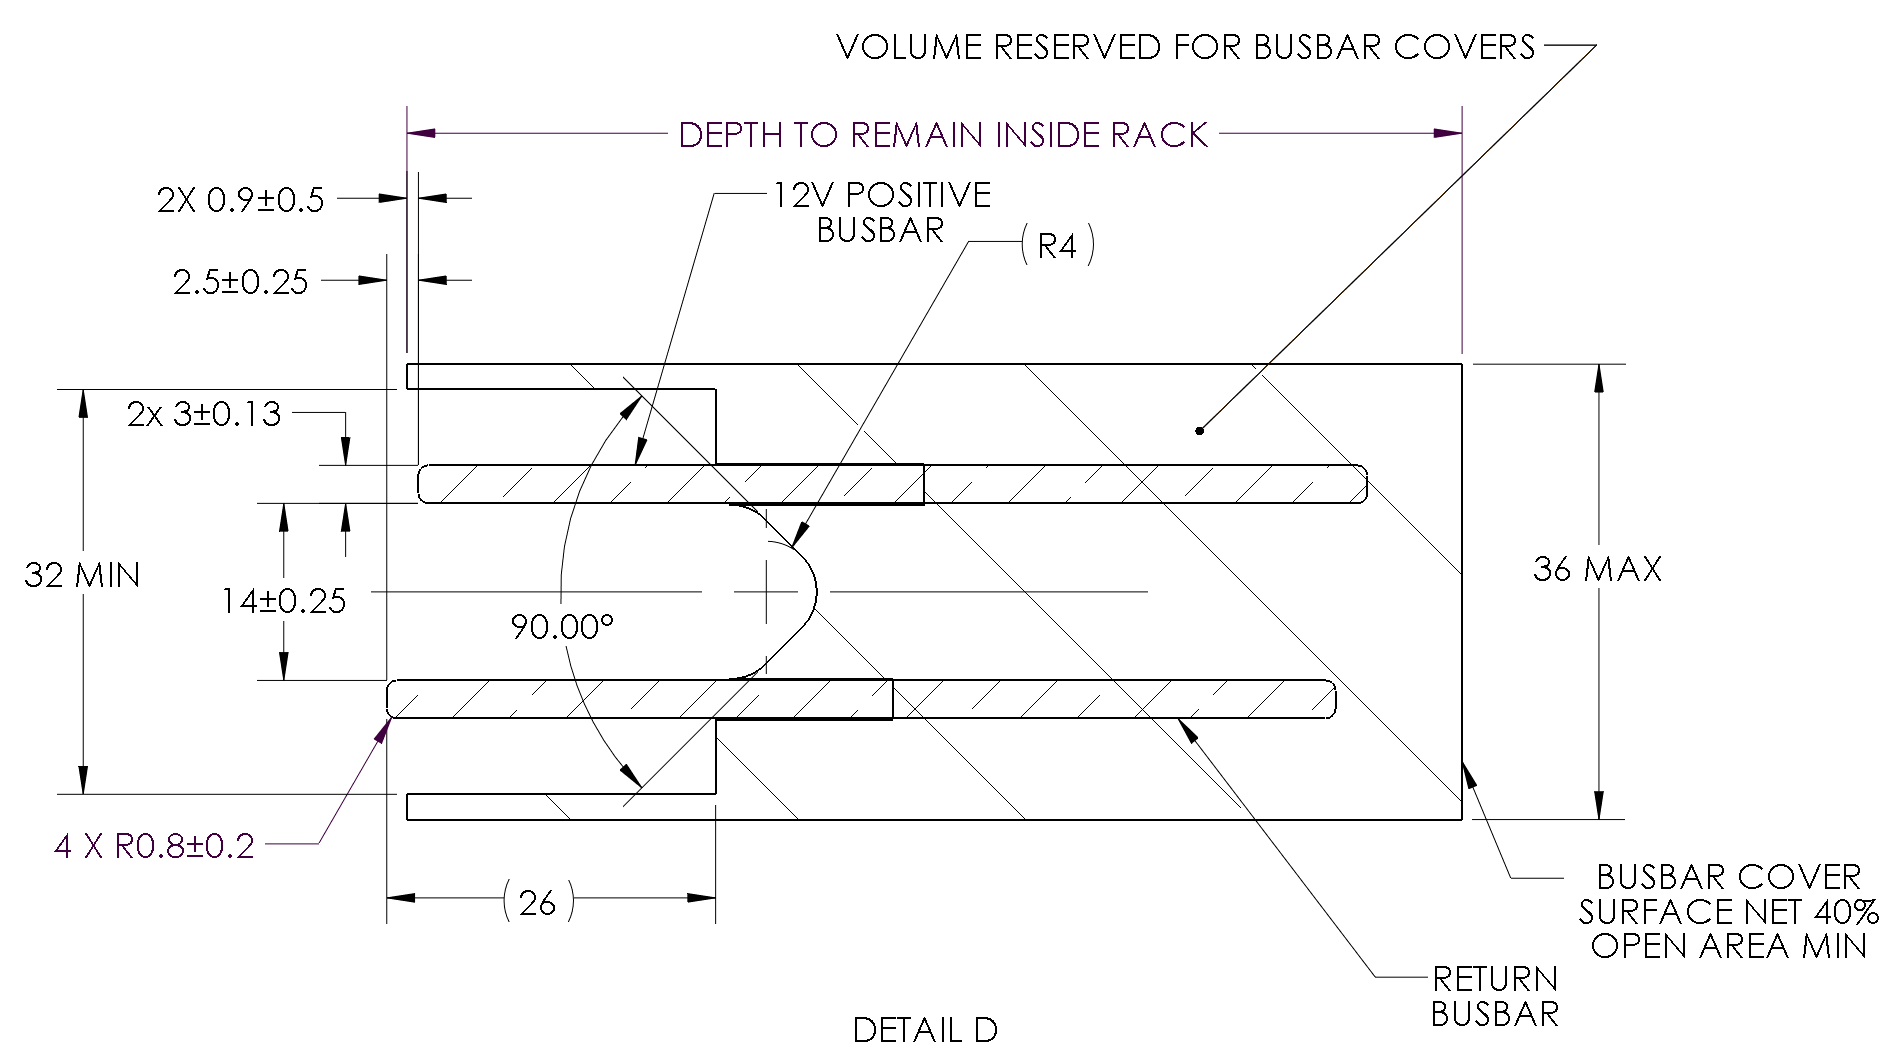 VOLUME RESERVED FOR BUSBAR COVERS
DEPTH TO REMAIN INSIDE RACK
2X 0.9±0.5
12V POSITIVE
BUSBAR
(R4)
2.5±0.25
2x 3±0.13
32 MIN
14±0.25
90.00°
36 MAX
4 X R0.8±0.2
(26)
BUSBAR COVER
SURFACE NET 40%
OPEN AREA MIN
RETURN
BUSBAR
DETAIL D